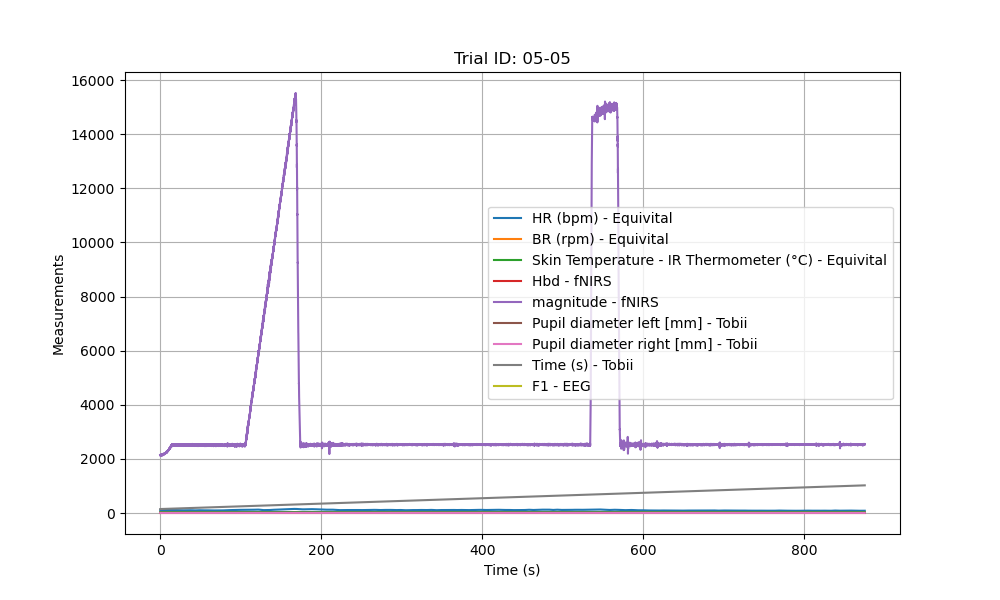 Trial ID: 05-05
16000
14000
12000
10000
8000
6000
4000
2000
0
Measurements
HR (bpm) - Equivital
BR (rpm) - Equivital
Skin Temperature - IR Thermometer (°C) - Equivital
Hbd - fNIRS
magnitude - fNIRS
Pupil diameter left [mm] - Tobii
Pupil diameter right [mm] - Tobii
Time (s) - Tobii
F1 - EEG
0 200 400 600 800
Time (s)